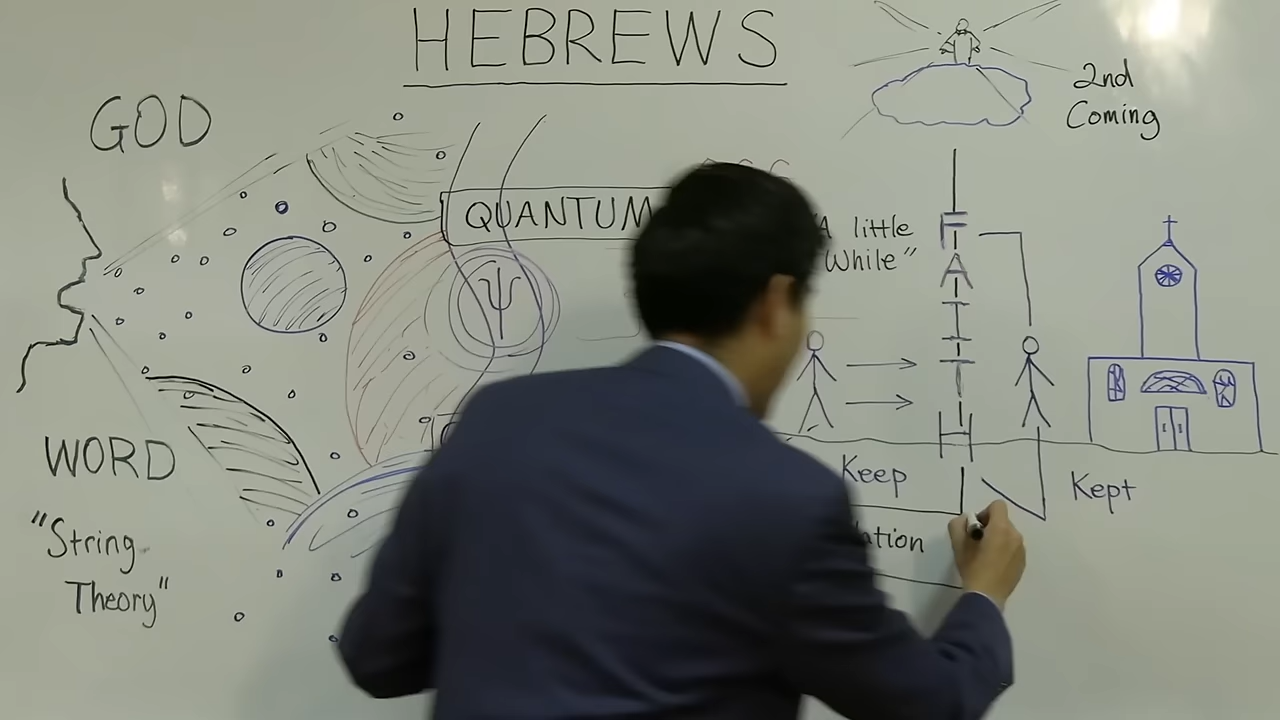 HEBREWS
GOD
2nd
Coming
QUANTUM
little
While"
FAITH
Ψ
WORD
Keep
Kept
"String
Theory"